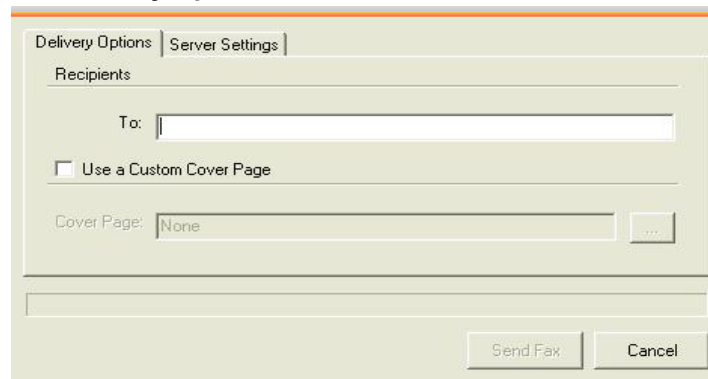 Delivery Options Server Settings
Recipients
To:
Use a Custom Cover Page
Cover Page: None ...
Send Fax Cancel